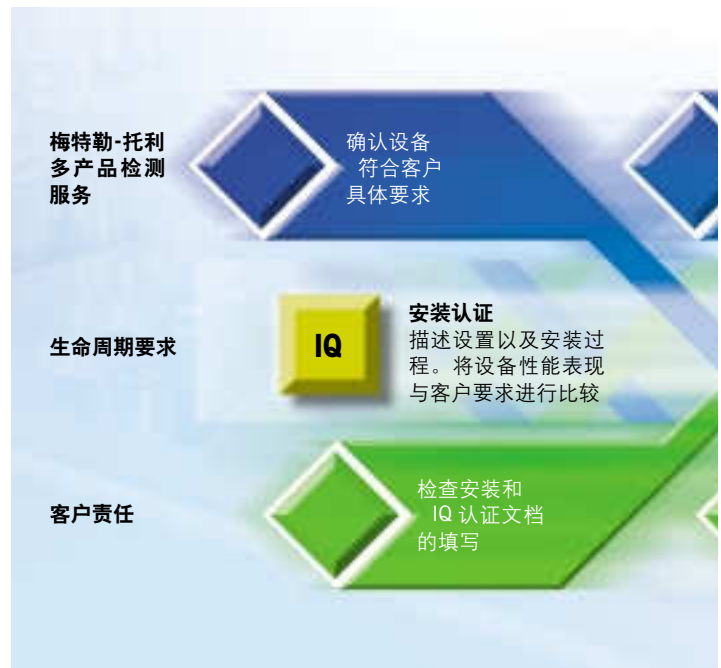 梅特勒-托利
多产品检测
服务
确认设备
符合客户
具体要求
生命周期要求
IQ
安装认证
描述设置以及安装过
程。将设备性能表现
与客户要求进行比较
客户责任
检查安装和
IQ 认证文档
的填写